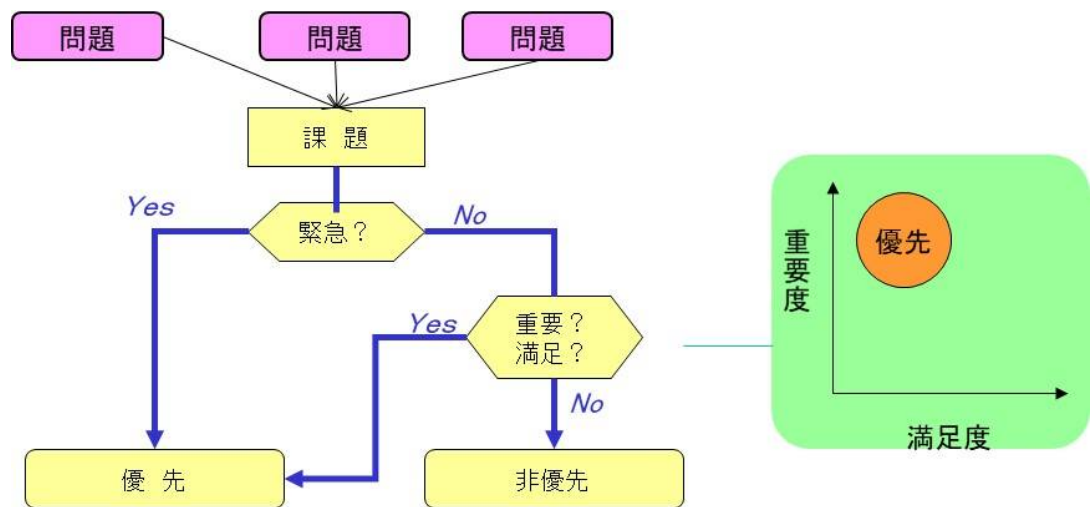 問題
問題
問題
課 題
Yes
緊急？
No
重要？
満足？
Yes
No
優 先
非優先
重要度
優先
満足度